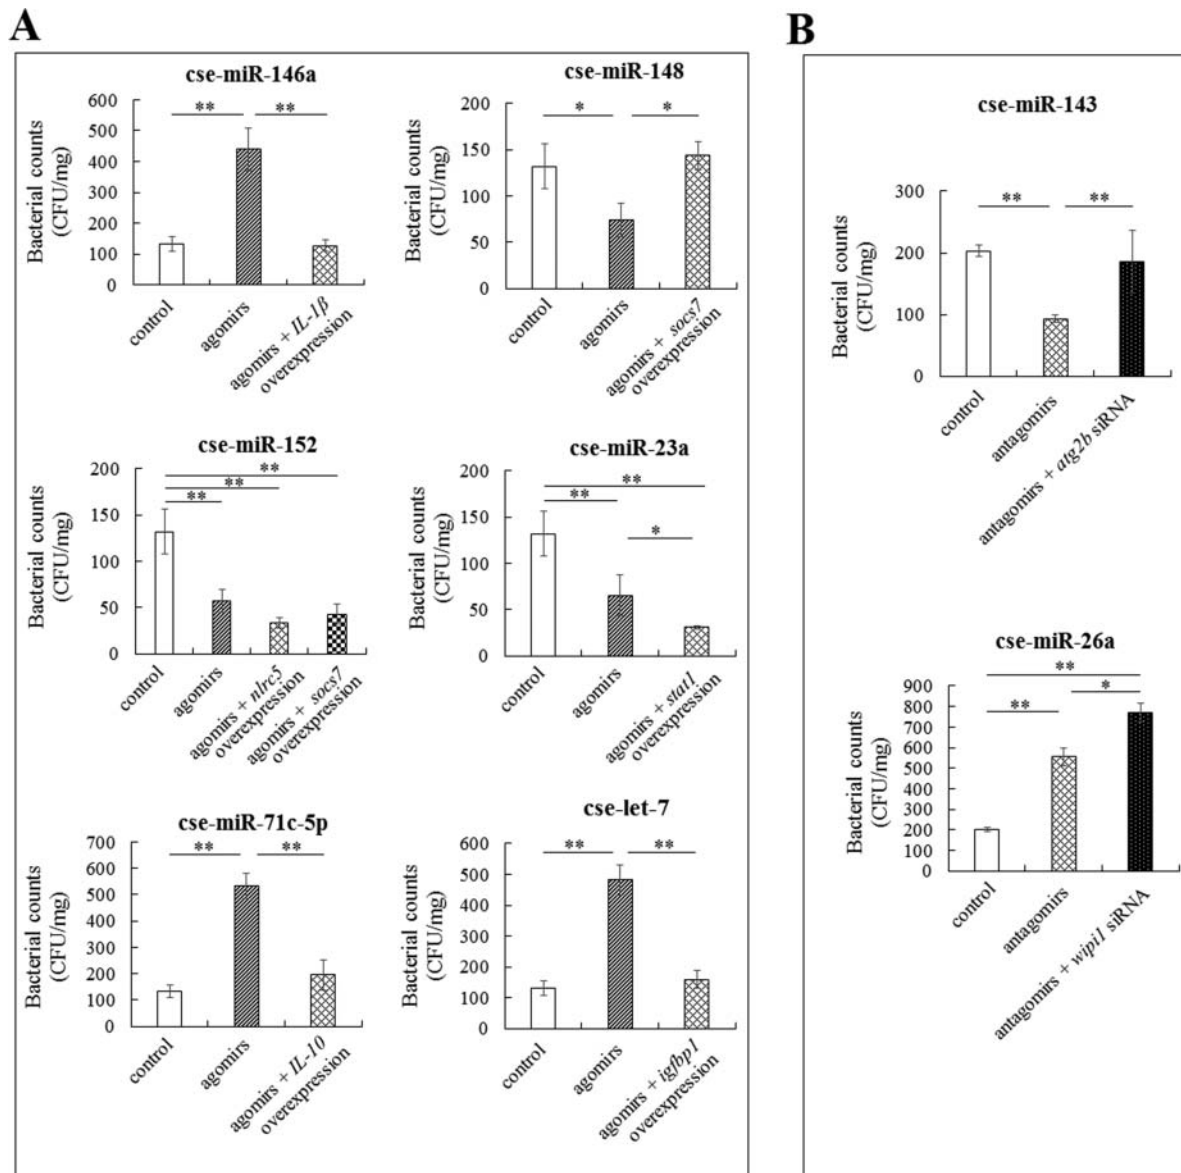 A
cse-miR-146a
Bacterial counts
(CFU/mg)
600
500
400
300
200
100
0
** **
control
agomirs
agomirs + IL-1β
overexpression
cse-miR-148
Bacterial counts
(CFU/mg)
200
150
100
50
0
* *
control
agomirs
agomirs + socs7
overexpression
cse-miR-152
Bacterial counts
(CFU/mg)
200
150
100
50
0
**
**
**
control
agomirs
agomirs + nlrc5
overexpression
agomirs + socs7
overexpression
cse-miR-23a
Bacterial counts
(CFU/mg)
200
150
100
50
0
**
**
*
control
agomirs
agomirs + stat1
overexpression
cse-miR-71c-5p
Bacterial counts
(CFU/mg)
700
600
500
400
300
200
100
0
** **
control
agomirs
agomirs + IL-10
overexpression
cse-let-7
Bacterial counts
(CFU/mg)
600
500
400
300
200
100
0
** **
control
agomirs
agomirs + igfbp1
overexpression
B
cse-miR-143
Bacterial counts
(CFU/mg)
300
200
100
0
** **
control
antagomirs
antagomirs + atg2b siRNA
cse-miR-26a
Bacterial counts
(CFU/mg)
900
800
700
600
500
400
300
200
100
0
**
*
**
control
antagomirs
antagomirs + wipi1 siRNA